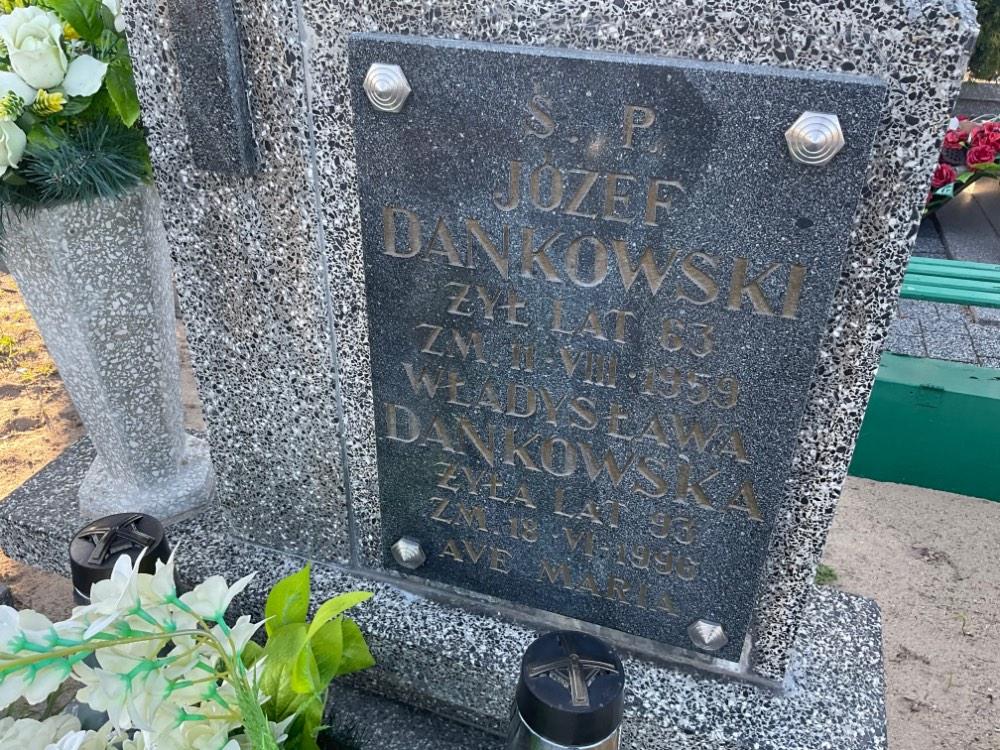 Ś. P.
JÓZEF
DANKOWSKI
ŻYŁ LAT 63
ZM. 11-VIII-1959
WŁADYSŁAWA
DANKOWSKA
ŻYŁA LAT 93
ZM. 18-VI-1996
AVE MARIA